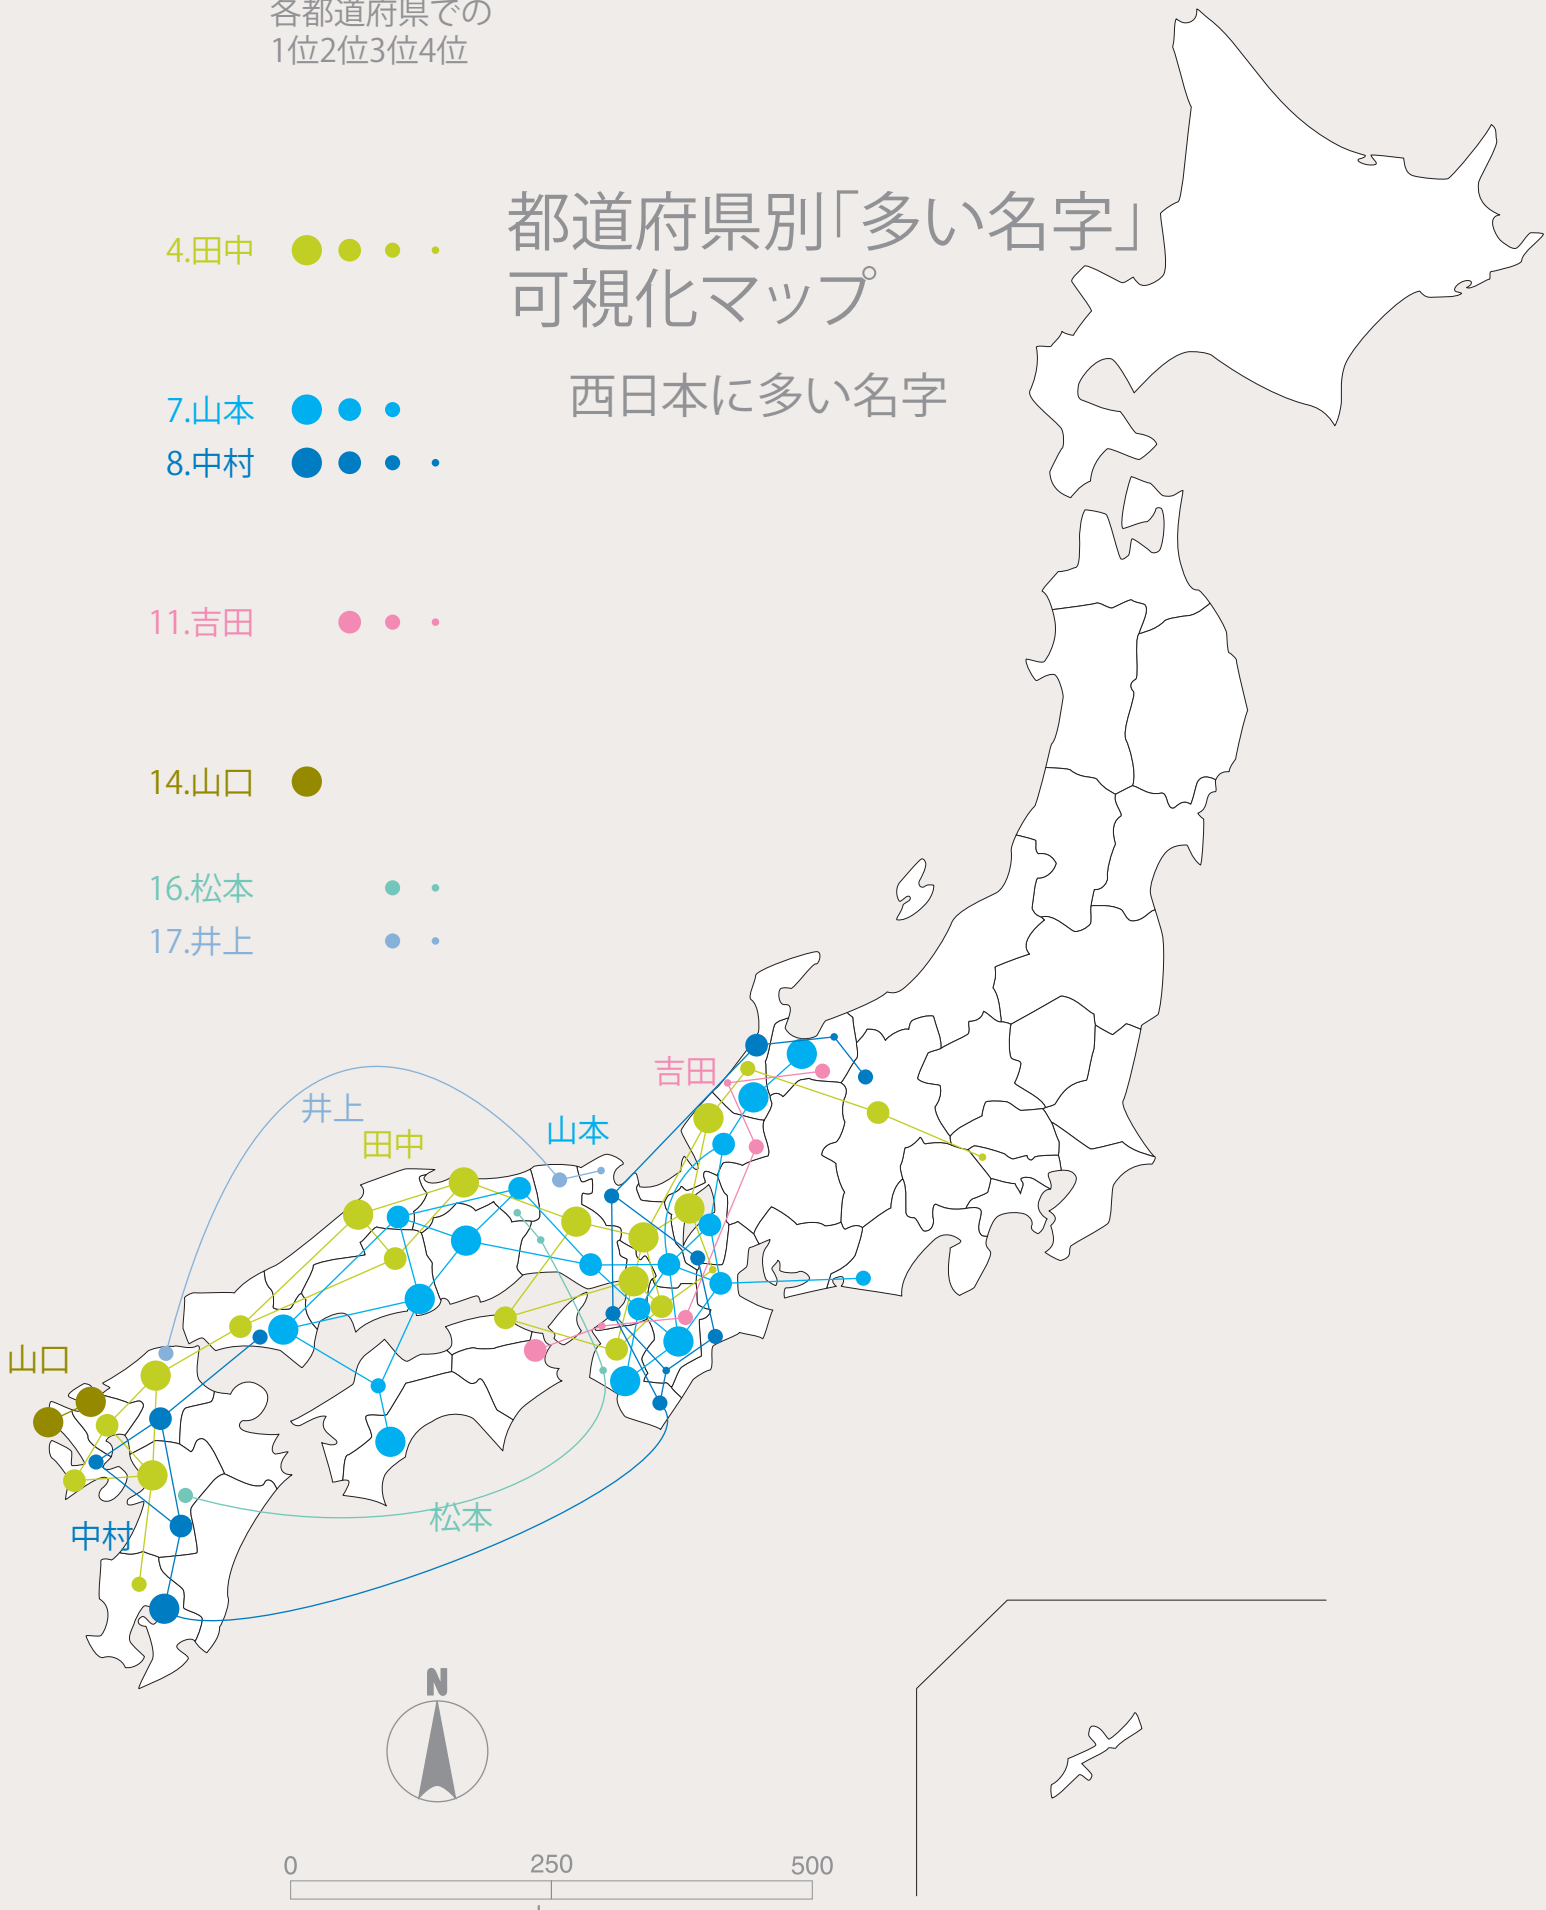 各都道府県での
1位2位3位4位
都道府県別「多い名字」
可視化マップ
西日本に多い名字
4.田中
7.山本
8.中村
11.吉田
14.山口
16.松本
17.井上
吉田
井上
山本
田中
山口
松本
中村
N
0 250 500